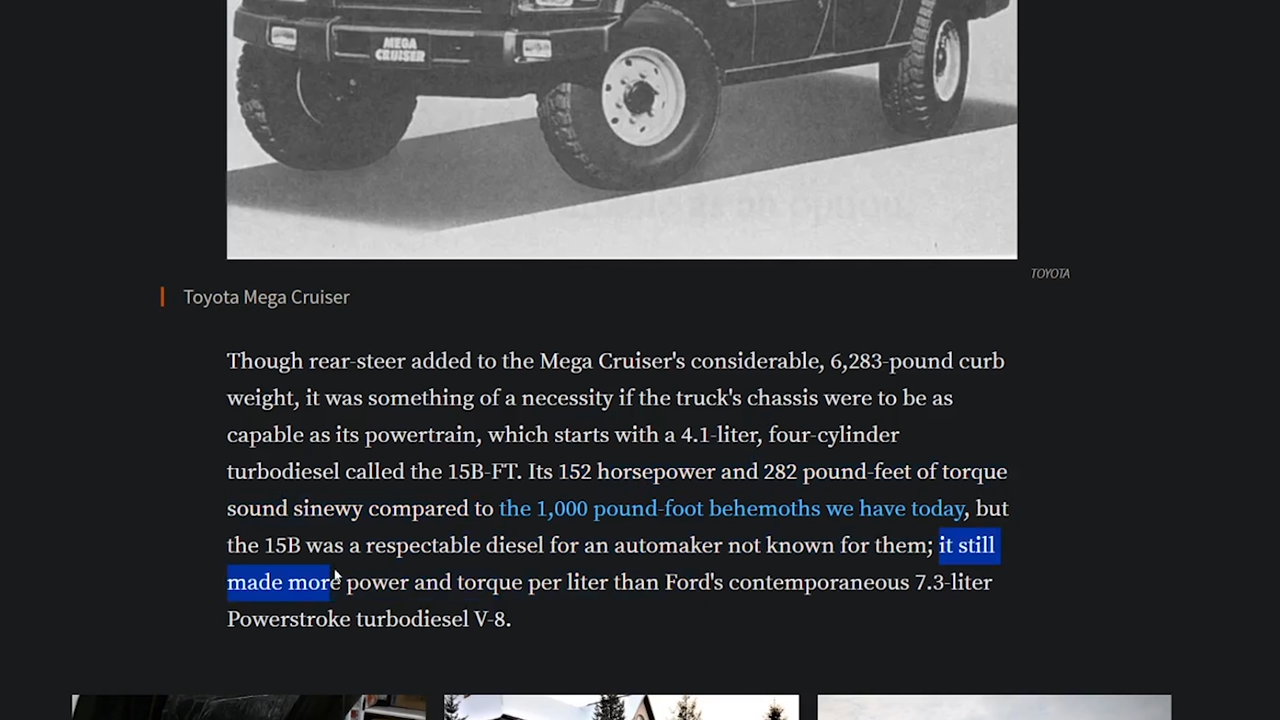 MEGA
CRUISER
TOYOTA
Toyota Mega Cruiser
Though rear-steer added to the Mega Cruiser's considerable, 6,283-pound curb
weight, it was something of a necessity if the truck's chassis were to be as
capable as its powertrain, which starts with a 4.1-liter, four-cylinder
turbodiesel called the 15B-FT. Its 152 horsepower and 282 pound-feet of torque
sound sinewy compared to the 1,000 pound-foot behemoths we have today, but
the 15B was a respectable diesel for an automaker not known for them; it still
made more power and torque per liter than Ford's contemporaneous 7.3-liter
Powerstroke turbodiesel V-8.